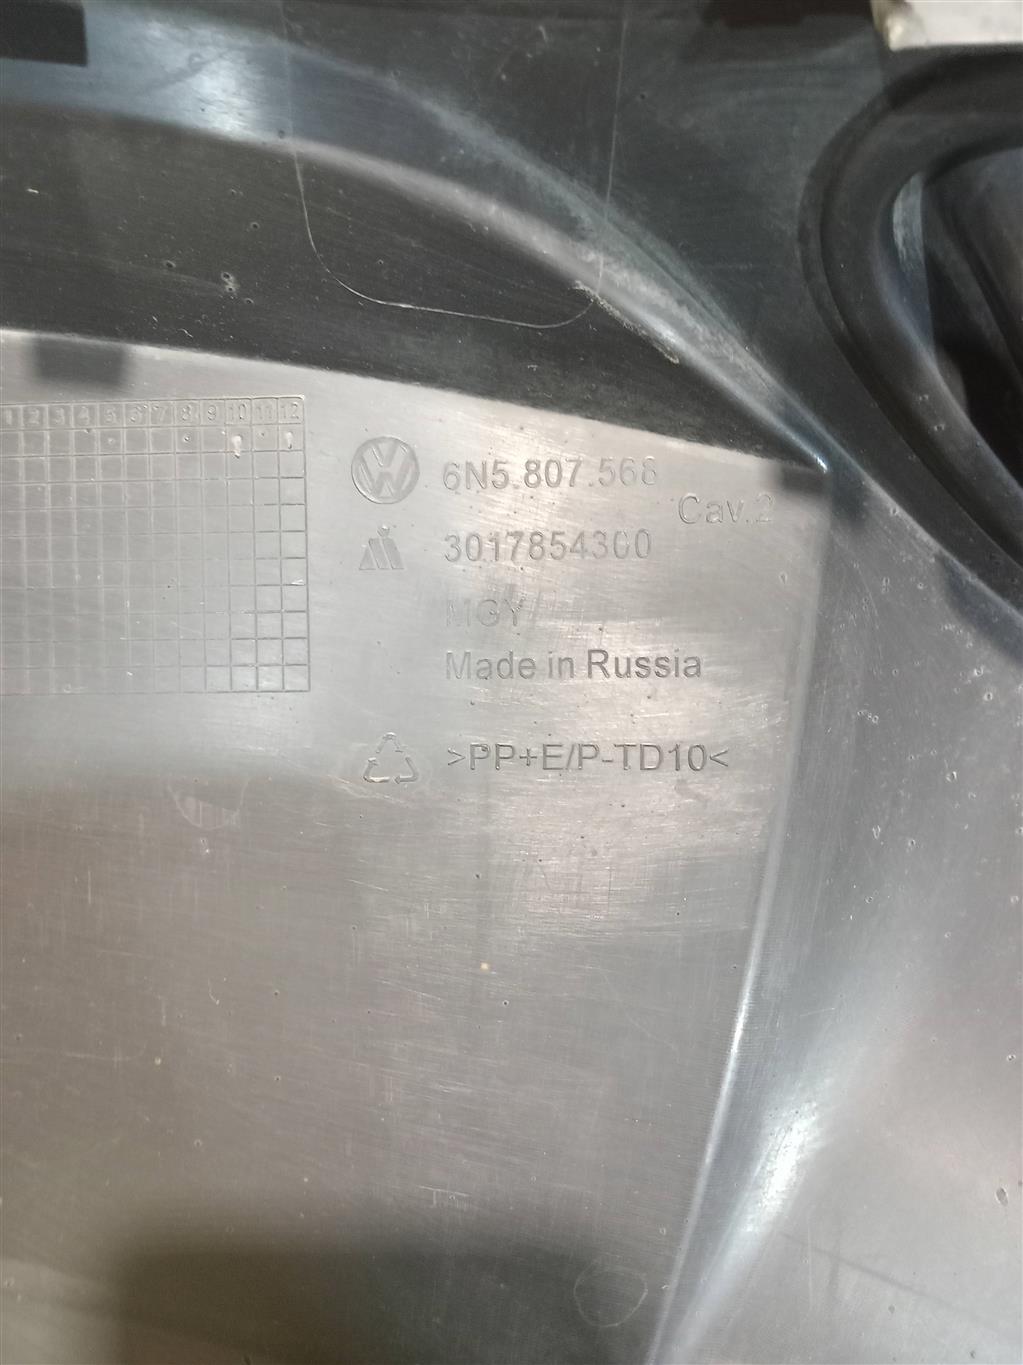 1 2 3 4 5 6 7 8 9 10 11 12
6N5.807.568
Cav.2
3017854300
MGY
Made in Russia
>PP+E/P-TD10<